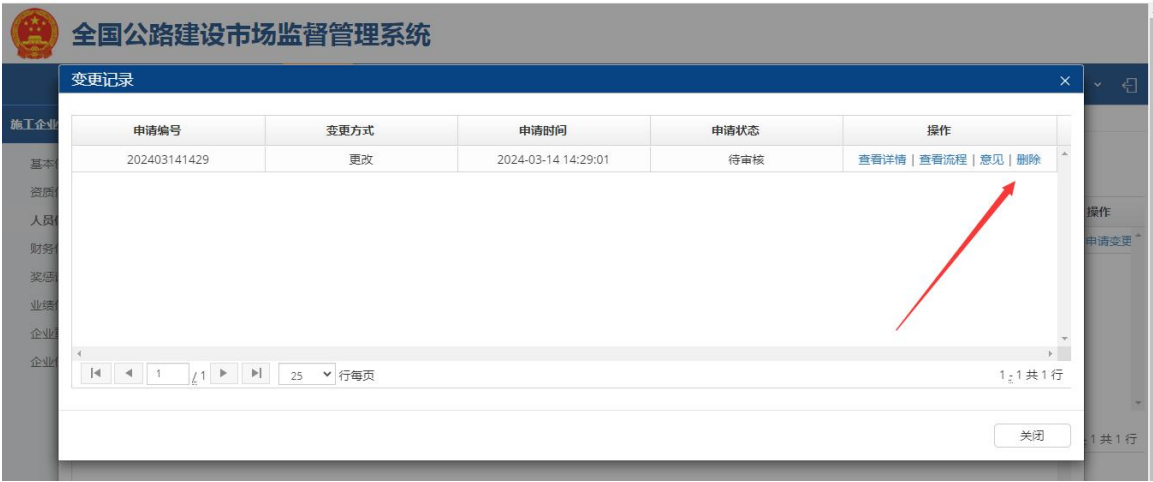 全国公路建设市场监督管理系统
变更记录
施工企业
申请编号 变更方式 申请时间 申请状态 操作
202403141429 更改 2024-03-14 14:29:01 待审核 查看详情 | 查看流程 | 意见 | 删除
基本
资质
人员
财务
奖惩
业绩
企业
企业
操作
申请变更
1 / 1 25 行每页 1 - 1 共 1 行
关闭
1 共 1 行